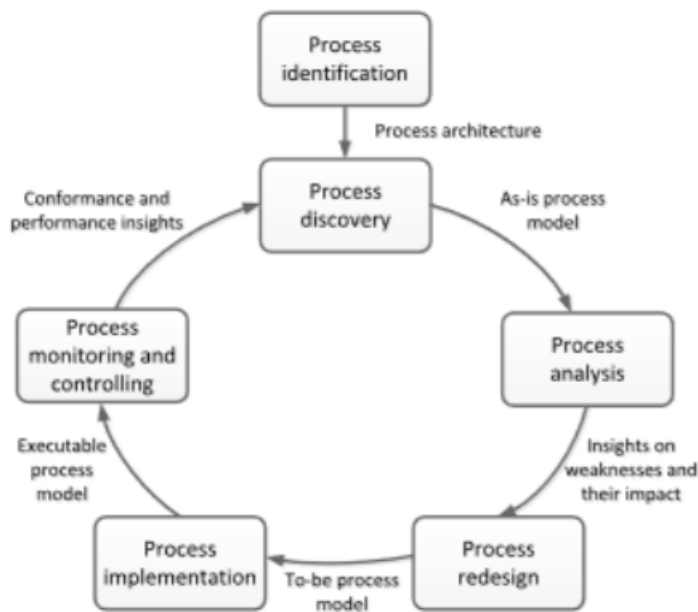 Process
identification
Process architecture
Process
discovery
Conformance and
performance insights
As-is process
model
Process
monitoring and
controlling
Process
analysis
Executable
process
model
Insights on
weaknesses and
their impact
Process
implementation
To-be process
model
Process
redesign